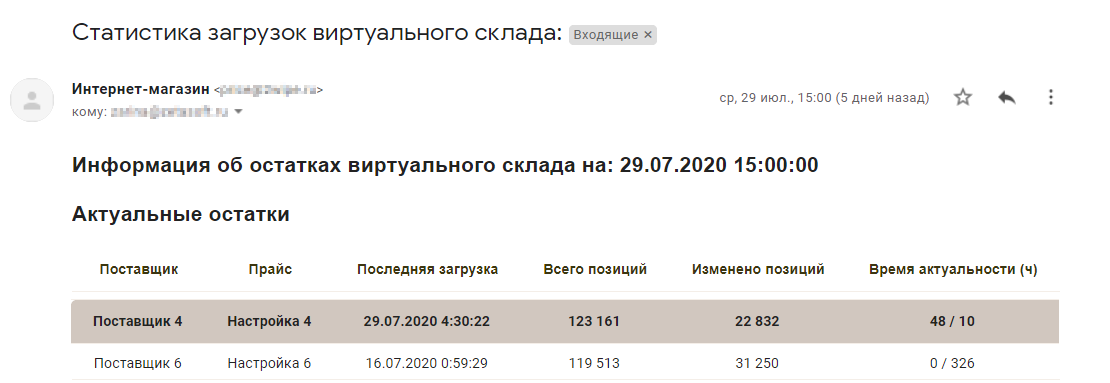 Статистика загрузок виртуального склада: Входящие ×
Интернет-магазин
ср, 29 июл., 15:00 (5 дней назад)
кому:
Информация об остатках виртуального склада на: 29.07.2020 15:00:00
Актуальные остатки
Поставщик Прайс Последняя загрузка Всего позиций Изменено позиций Время актуальности (ч)
Поставщик 4 Настройка 4 29.07.2020 4:30:22 123 161 22 832 48 / 10
Поставщик 6 Настройка 6 16.07.2020 0:59:29 119 513 31 250 0 / 326